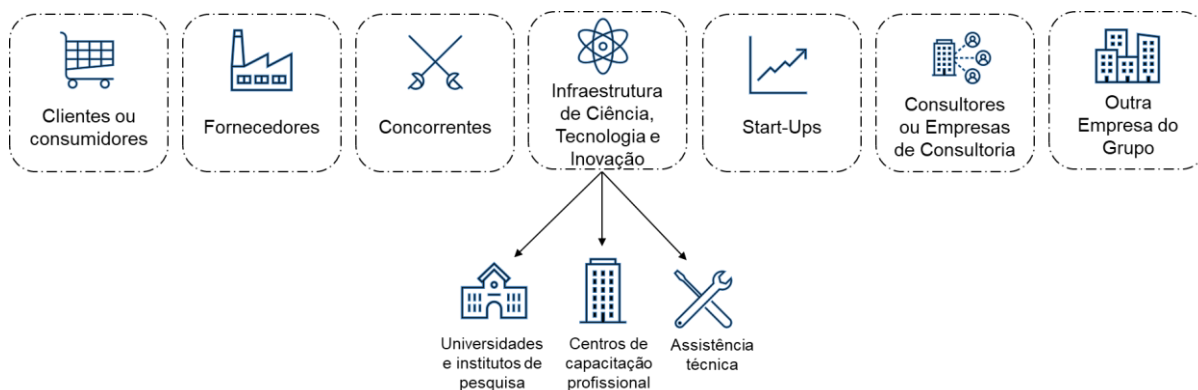 Clientes ou
consumidores
Fornecedores
Concorrentes
Infraestrutura
de Ciência,
Tecnologia e
Inovação
Start-Ups
Consultores
ou Empresas
de Consultoria
Outra
Empresa do
Grupo
Universidades
e institutos de
pesquisa
Centros de
capacitação
profissional
Assistência
técnica